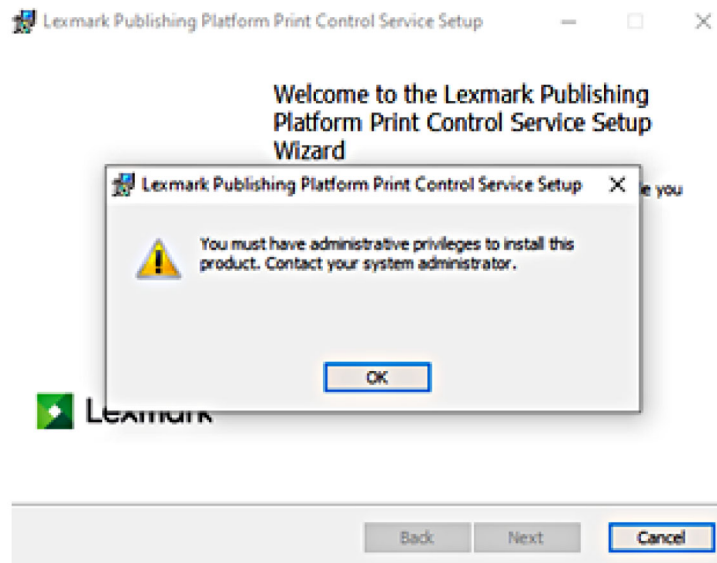 Lexmark Publishing Platform Print Control Service Setup
Welcome to the Lexmark Publishing
Platform Print Control Service Setup
Wizard
Lexmark Publishing Platform Print Control Service Setup
you
You must have administrative privileges to install this
product. Contact your system administrator.
OK
Lexmark
Back
Next
Cancel